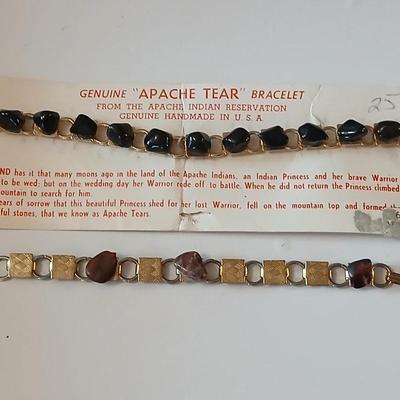 GENUINE "APACHE TEAR" BRACELET
FROM THE APACHE INDIAN RESERVATION
GENUINE HANDMADE IN U. S. A.
25
END has it that many moons ago in the land of the Apache Indians, an Indian Princess and her brave Warrior
to be wed; but on the wedding day her Warrior rode off to battle. When he did not return the Princess climbed
mountain to search for him.
ears of sorrow that this beautiful Princess shed for her lost Warrior, fell on the mountain top and formed th
ful stones, that we know as Apache Tears.